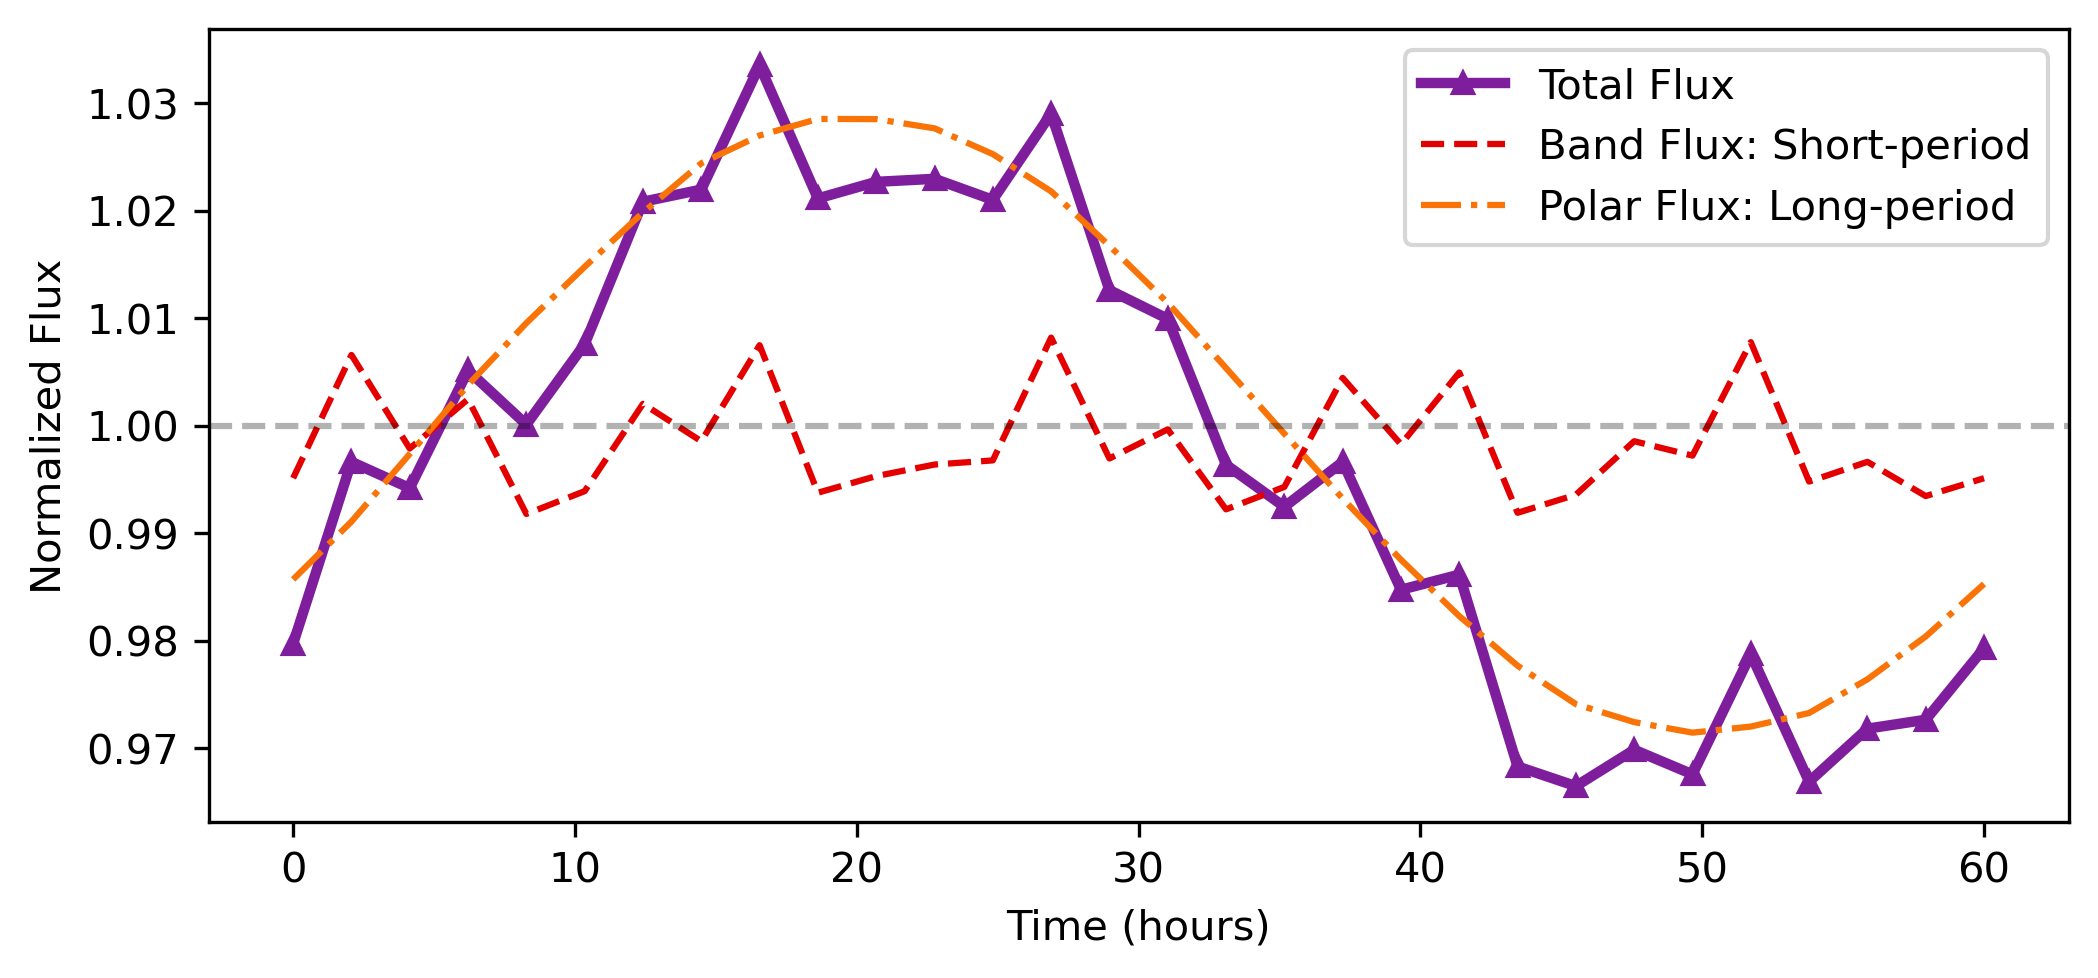 Total Flux
Band Flux: Short-period
Polar Flux: Long-period
Normalized Flux
1.03
1.02
1.01
1.00
0.99
0.98
0.97
0 10 20 30 40 50 60
Time (hours)